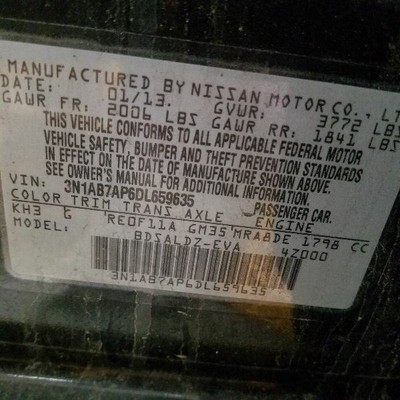 MANUFACTURED BY NISSAN MOTOR CO., LT
DATE: 01/13. GVWR: 3772 LBS
GAWR FR: 2006 LBS GAWR RR: 1841 LBS
THIS VEHICLE CONFORMS TO ALL APPLICABLE FEDERAL MOTOR
VEHICLE SAFETY, BUMPER AND THEFT PREVENTION STANDARDS
IN EFFECT ON THE DATE OF MANUFACTURE SHOWN ABOVE.
SEE OWNER'S MANUAL FOR ADDITIONAL INFORMATION.
VIN: 3N1AB7AP6DL659635 PASSENGER CAR.
COLOR TRIM TRANS AXLE ENGINE
KH3 G RE0F11A GM35 MRA8DE 1798 CC
MODEL: BDSALDZ-EVA 4Z000
3N1AB7AP6DL659635